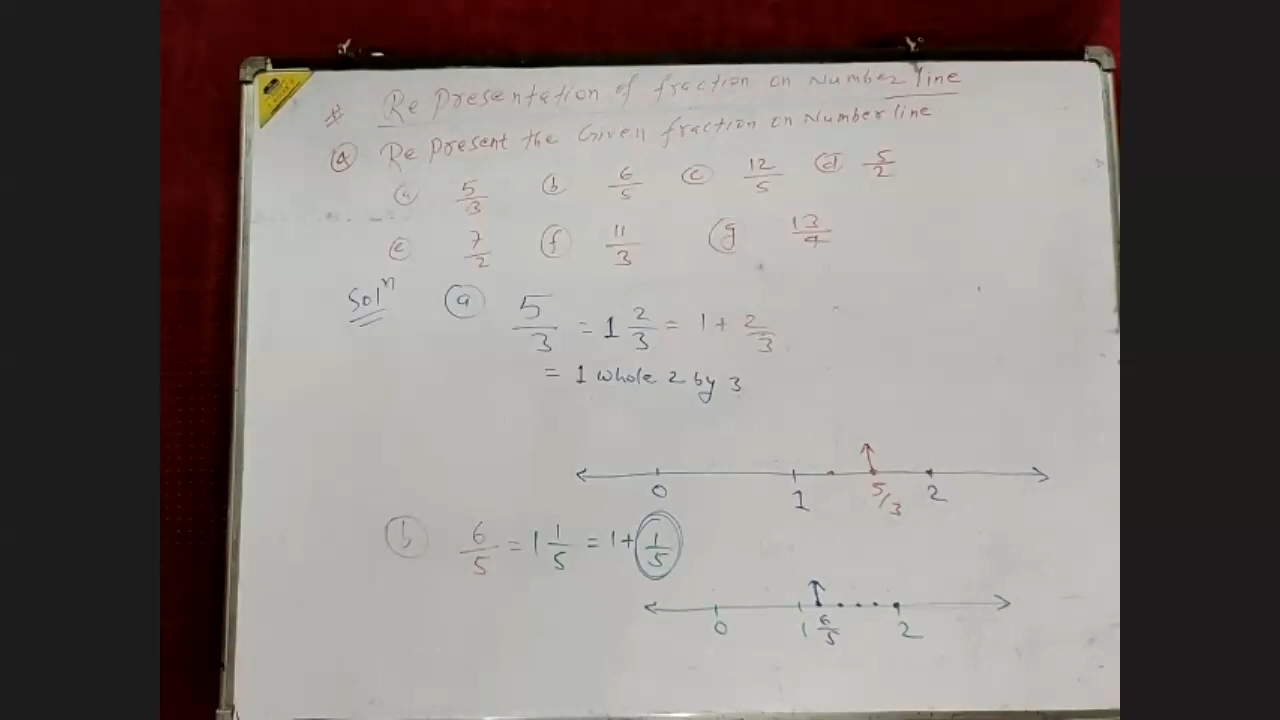 # Representation of fraction on Number line
Q Represent the Given fraction on Number line
a 5/3 b 6/5 c 12/5 d 5/2
e 7/2 f 11/3 g 13/4
Solⁿ a 5/3 = 1 2/3 = 1 + 2/3
= 1 whole 2 by 3
0 1 5/3 2
b 6/5 = 1 1/5 = 1 + 1/5
0 1 6/5 2